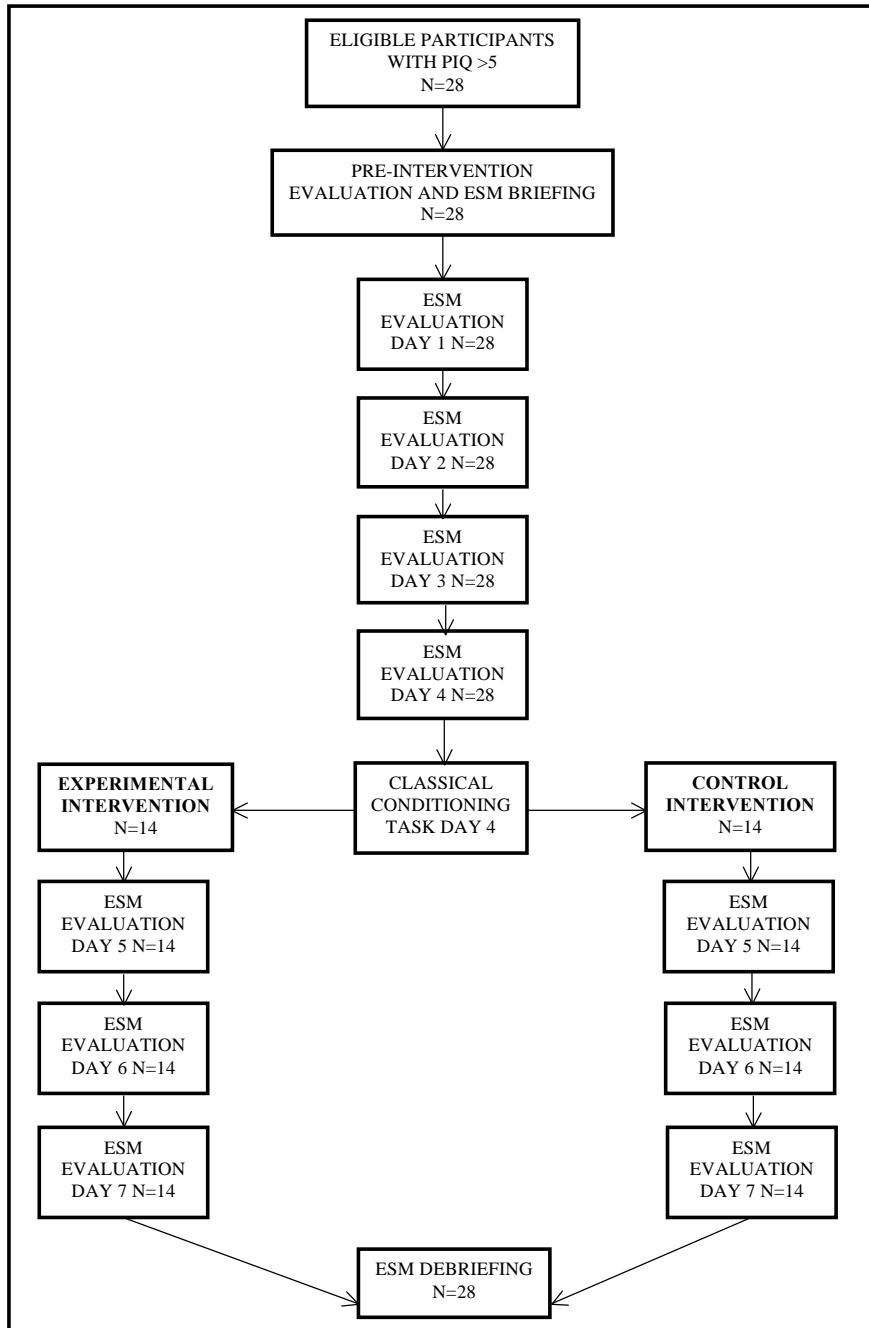 ELIGIBLE PARTICIPANTS
WITH PIQ >5
N=28
PRE-INTERVENTION
EVALUATION AND ESM BRIEFING
N=28
ESM
EVALUATION
DAY 1 N=28
ESM
EVALUATION
DAY 2 N=28
ESM
EVALUATION
DAY 3 N=28
ESM
EVALUATION
DAY 4 N=28
CLASSICAL
CONDITIONING
TASK DAY 4
EXPERIMENTAL
INTERVENTION
N=14
ESM
EVALUATION
DAY 5 N=14
ESM
EVALUATION
DAY 6 N=14
ESM
EVALUATION
DAY 7 N=14
CONTROL
INTERVENTION
N=14
ESM
EVALUATION
DAY 5 N=14
ESM
EVALUATION
DAY 6 N=14
ESM
EVALUATION
DAY 7 N=14
ESM DEBRIEFING
N=28